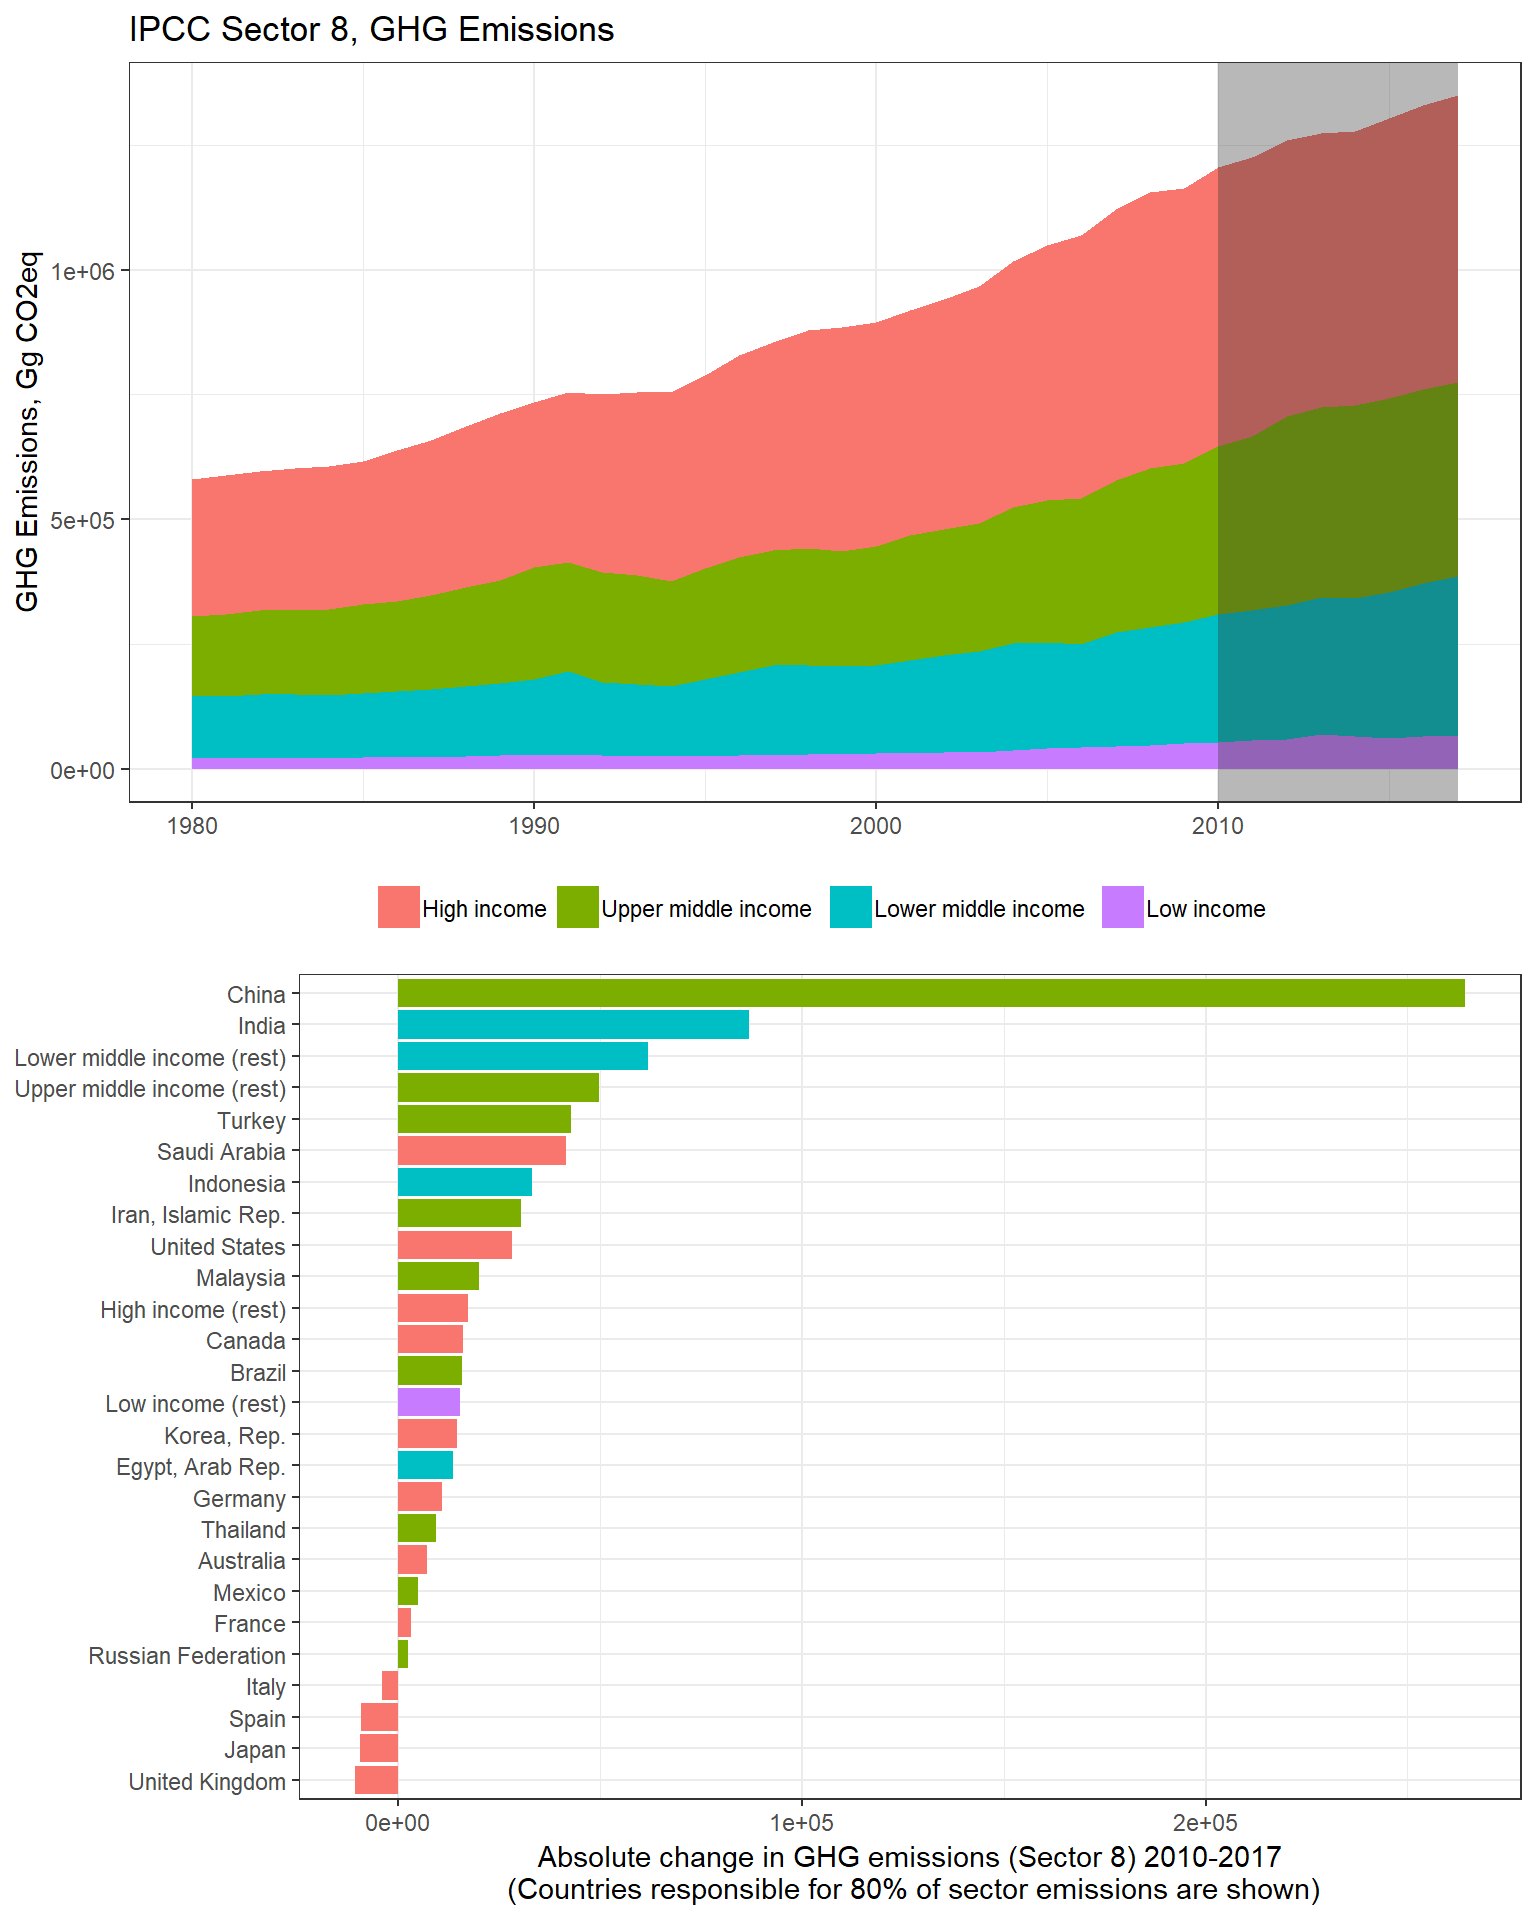 IPCC Sector 8, GHG Emissions
GHG Emissions, Gg CO2eq
1e+06
5e+05
0e+00
1980 1990 2000 2010
High income Upper middle income Lower middle income Low income
China
India
Lower middle income (rest)
Upper middle income (rest)
Turkey
Saudi Arabia
Indonesia
Iran, Islamic Rep.
United States
Malaysia
High income (rest)
Canada
Brazil
Low income (rest)
Korea, Rep.
Egypt, Arab Rep.
Germany
Thailand
Australia
Mexico
France
Russian Federation
Italy
Spain
Japan
United Kingdom
0e+00 1e+05 2e+05
Absolute change in GHG emissions (Sector 8) 2010-2017
(Countries responsible for 80% of sector emissions are shown)